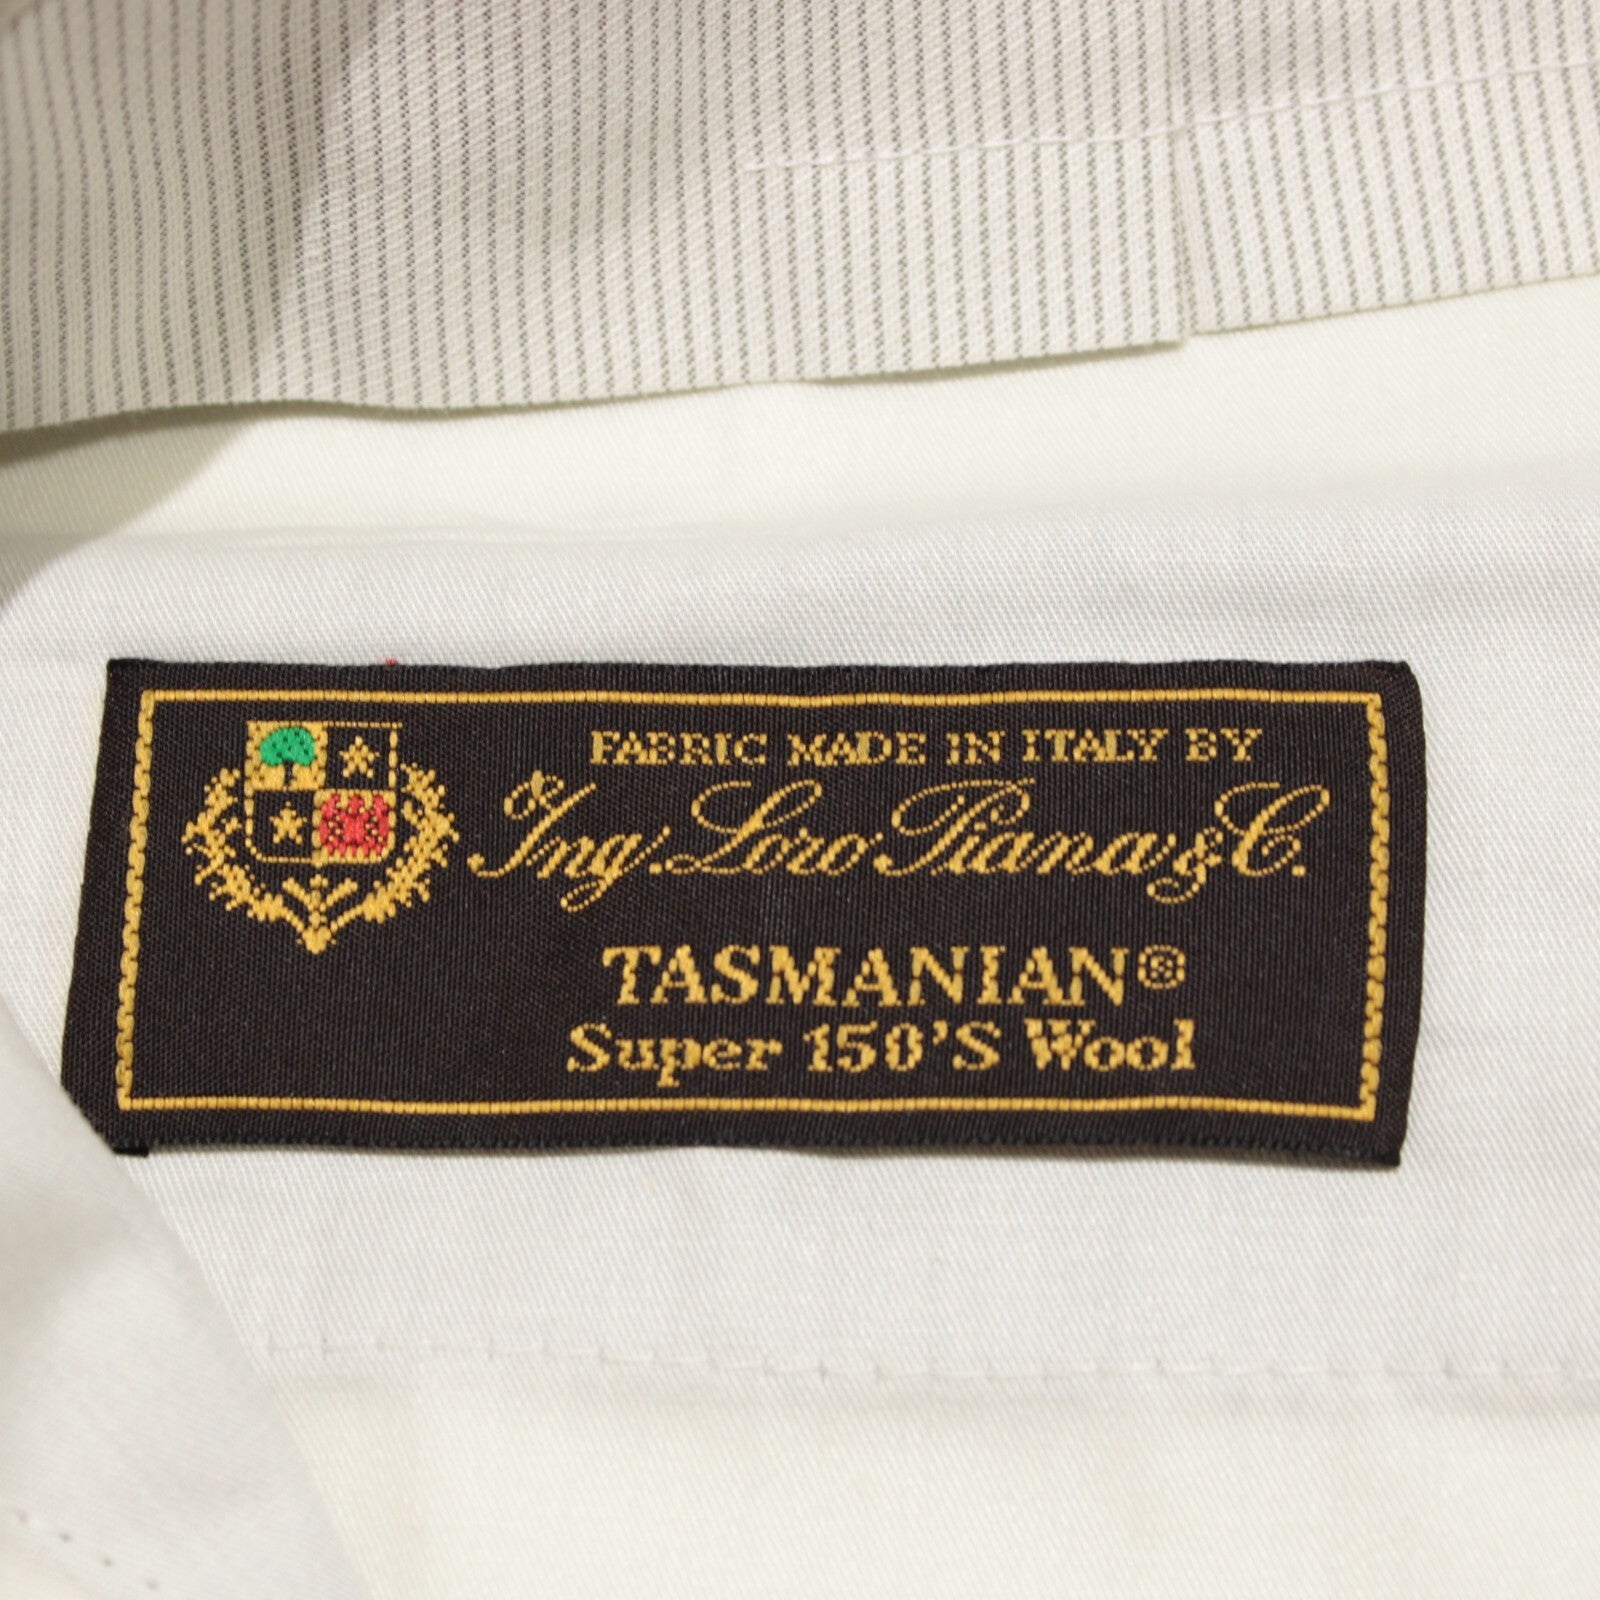 FABRIC MADE IN ITALY BY
Ing. Loro Piana & C.
TASMANIAN®
Super 150'S Wool